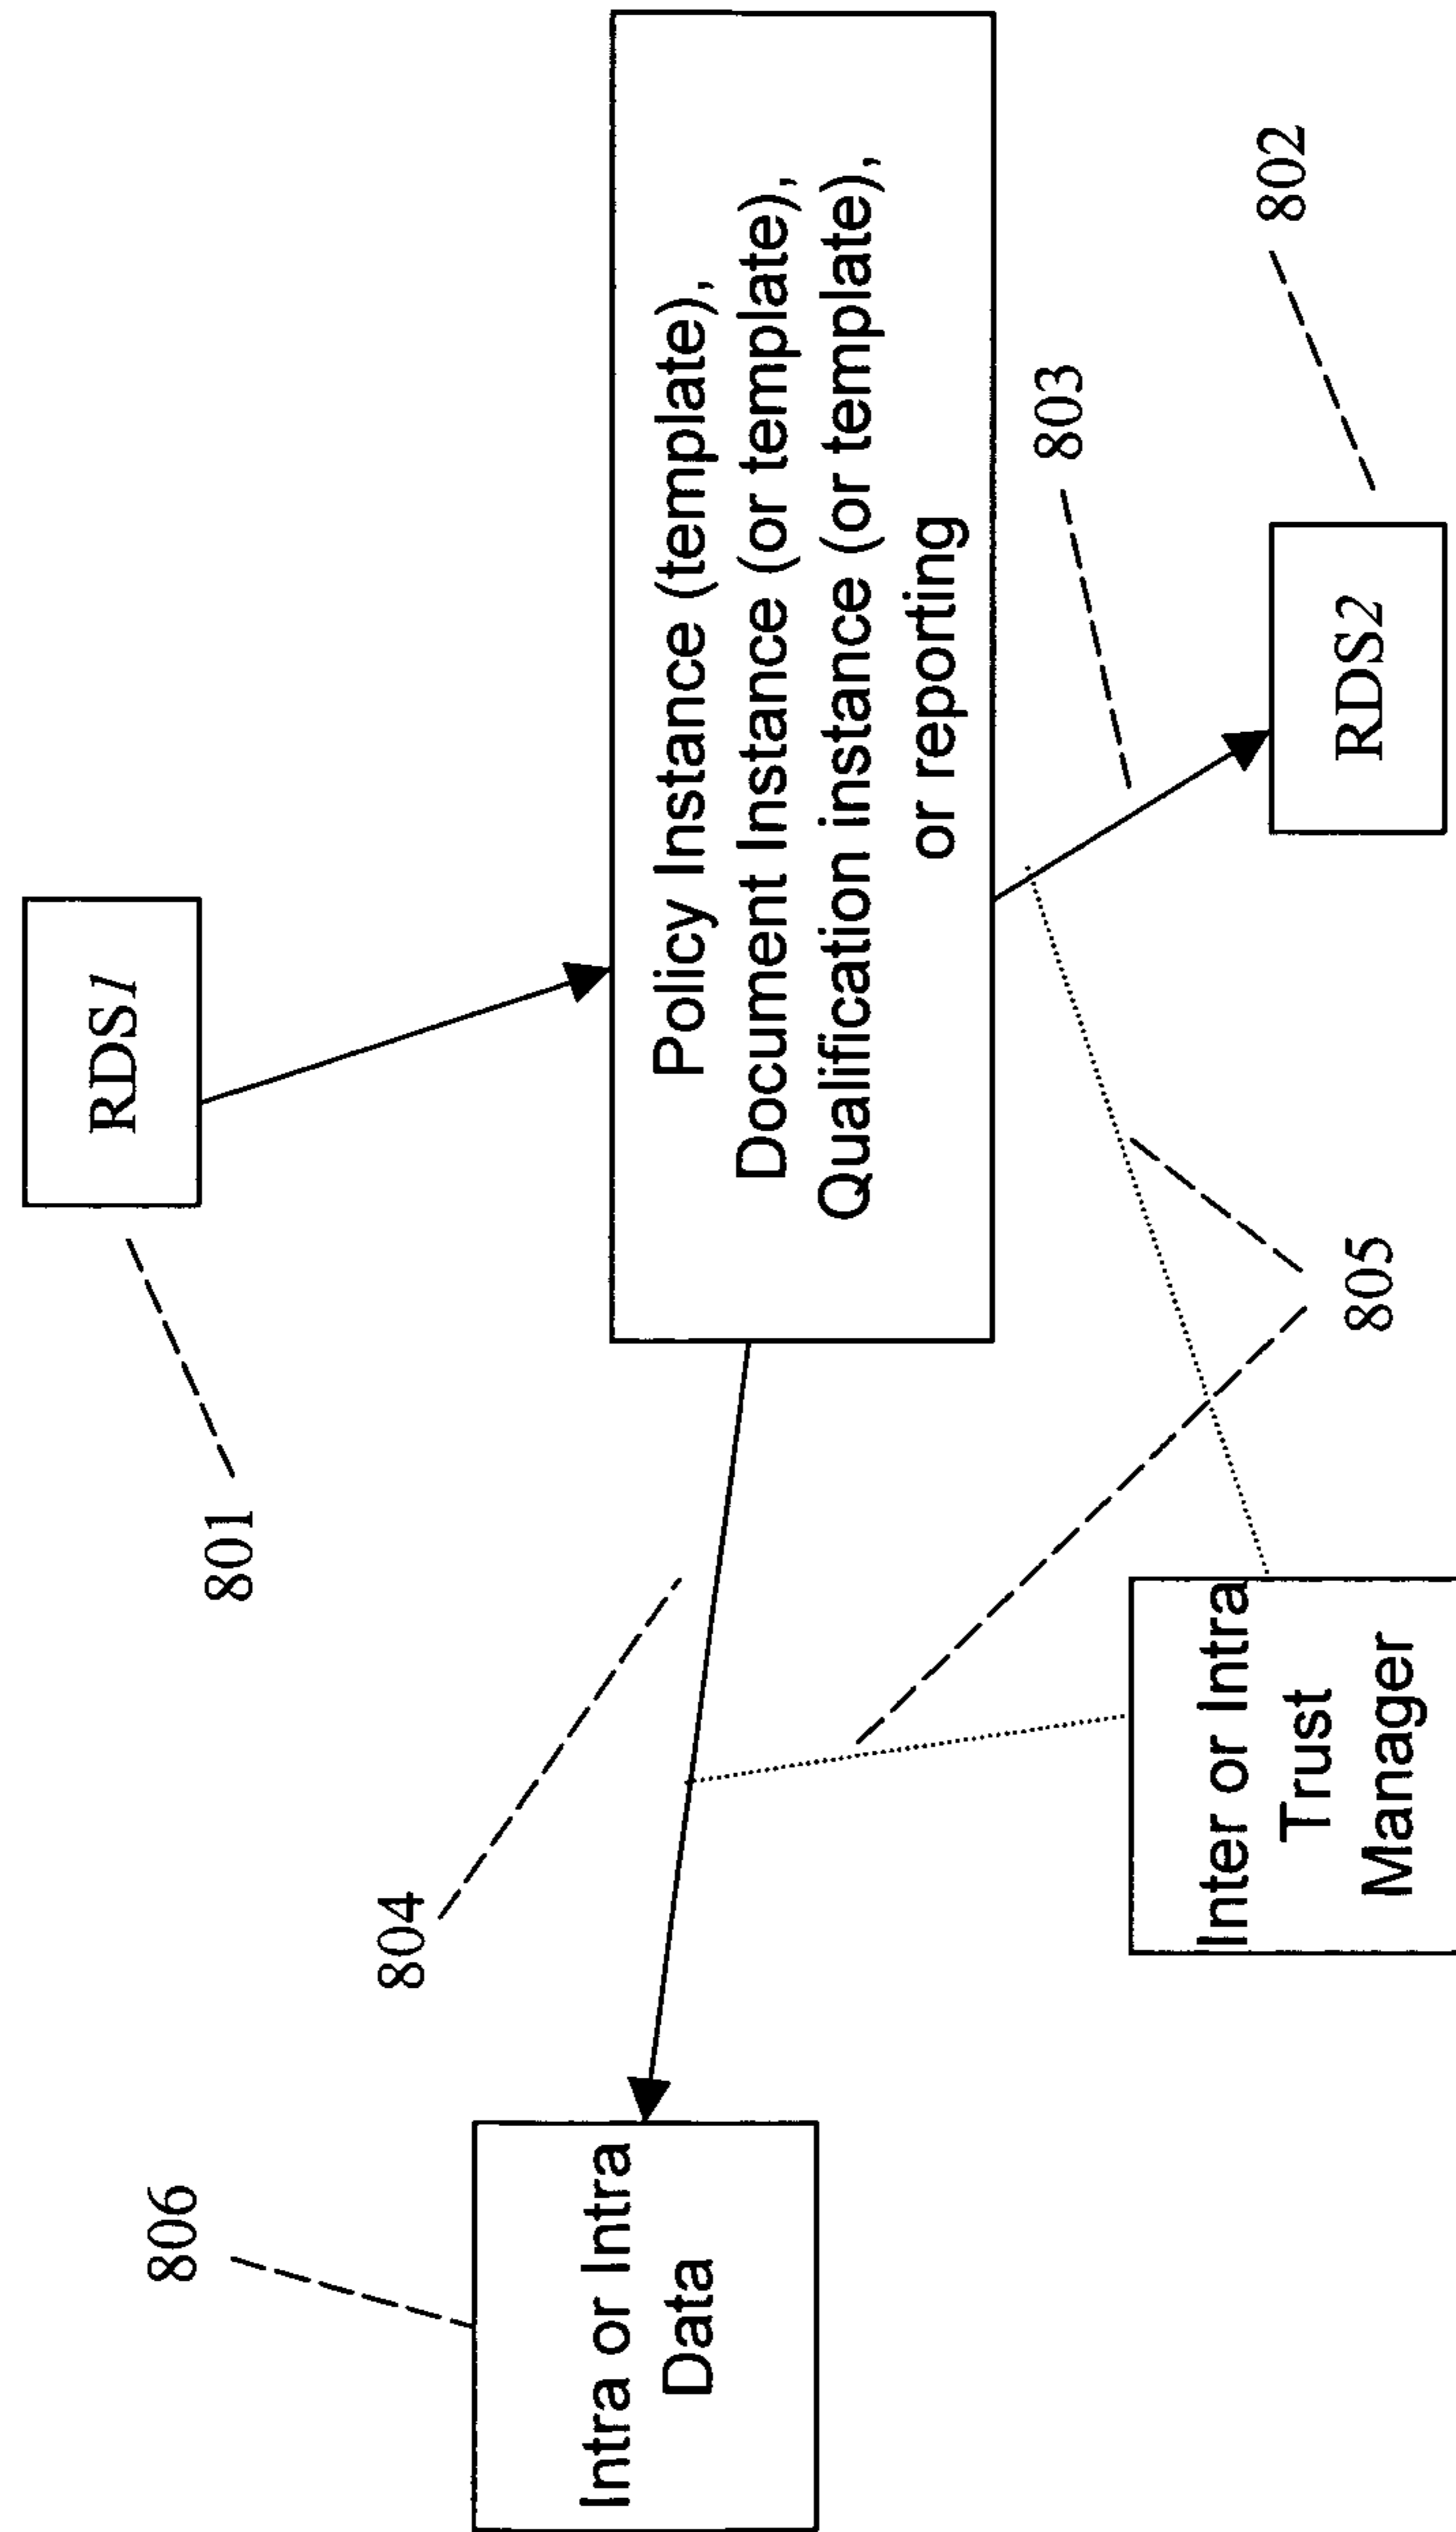 806
Intra or Intra
Data
804
801
RDS1
Policy Instance (template),
Document Instance (or template),
Qualification instance (or template),
or reporting
803
802
RDS2
805
Inter or Intra
Trust
Manager